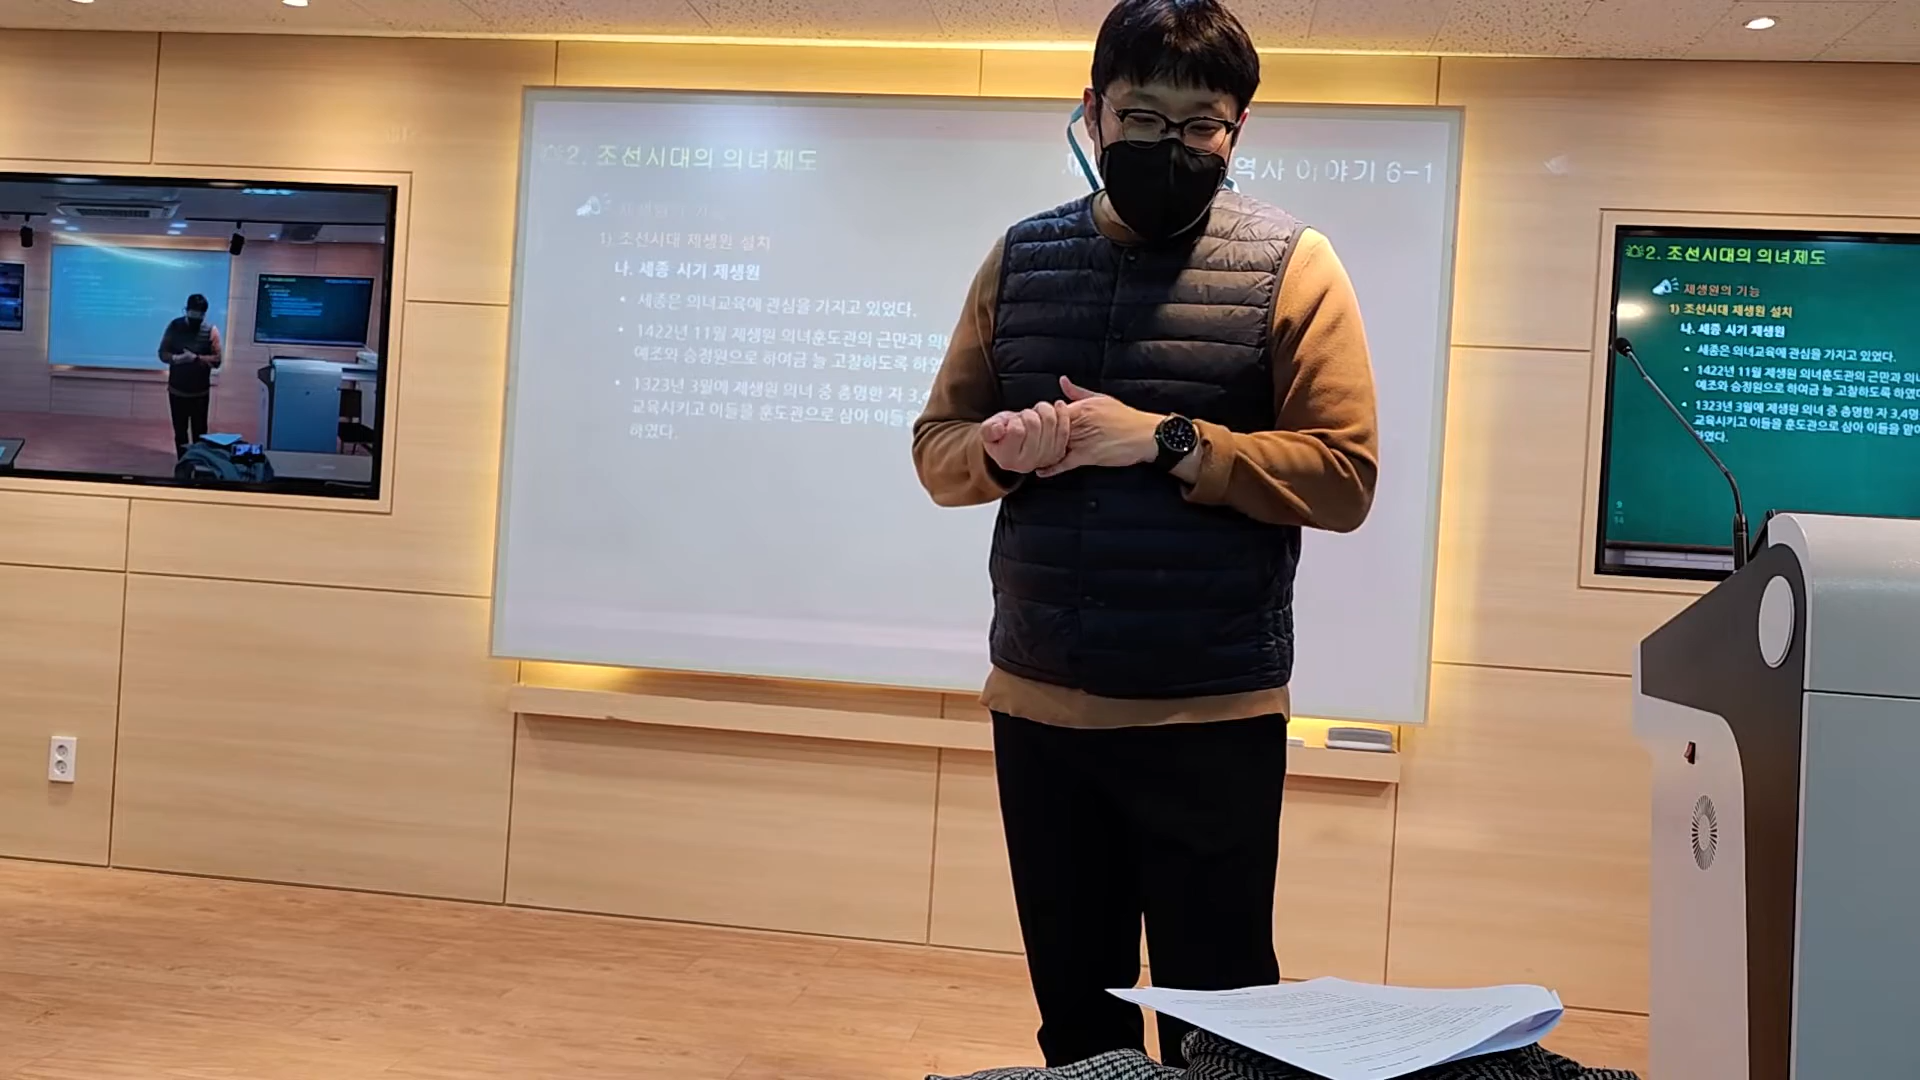 2. 조선시대의 의녀제도
역사 이야기 6-1
제생원의 기능
1) 조선시대 제생원 설치
나. 세종 시기 제생원
• 세종은 의녀교육에 관심을 가지고 있었다.
• 1422년 11월 제생원 의녀훈도관의 근만과
예조와 승정원으로 하여금 늘 고찰하도록
• 1323년 3월에 제생원 의녀 중 총명한 자
교육시키고 이들을 훈도관으로 삼아 이들을
하였다.
2. 조선시대의 의녀제도
제생원의 기능
1) 조선시대 제생원 설치
나. 세종 시기 제생원
• 세종은 의녀교육에 관심을 가지고 있었다.
• 1422년 11월 제생원 의녀훈도관의 근만과
예조와 승정원으로 하여금 늘 고찰하도록 하였다
• 1323년 3월에 제생원 의녀 중 총명한 자 3,4명
교육시키고 이들을 훈도관으로 삼아 이들을 맡아
하였다.
9
14